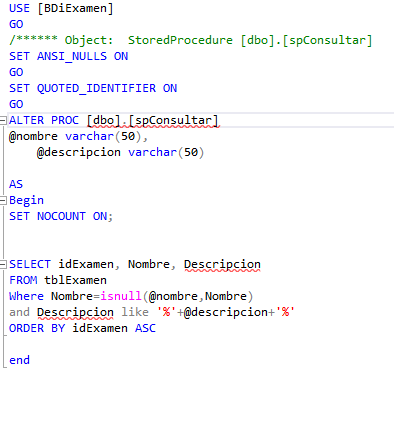 USE [BDiExamen]
GO
/****** Object:  StoredProcedure [dbo].[spConsultar]
SET ANSI_NULLS ON
GO
SET QUOTED_IDENTIFIER ON
GO
ALTER PROC [dbo].[spConsultar]
@nombre varchar(50),
    @descripcion varchar(50)
AS
Begin
SET NOCOUNT ON;
SELECT idExamen, Nombre, Descripcion
FROM tblExamen
Where Nombre=isnull(@nombre,Nombre)
and Descripcion like '%'+@descripcion+'%'
ORDER BY idExamen ASC
end